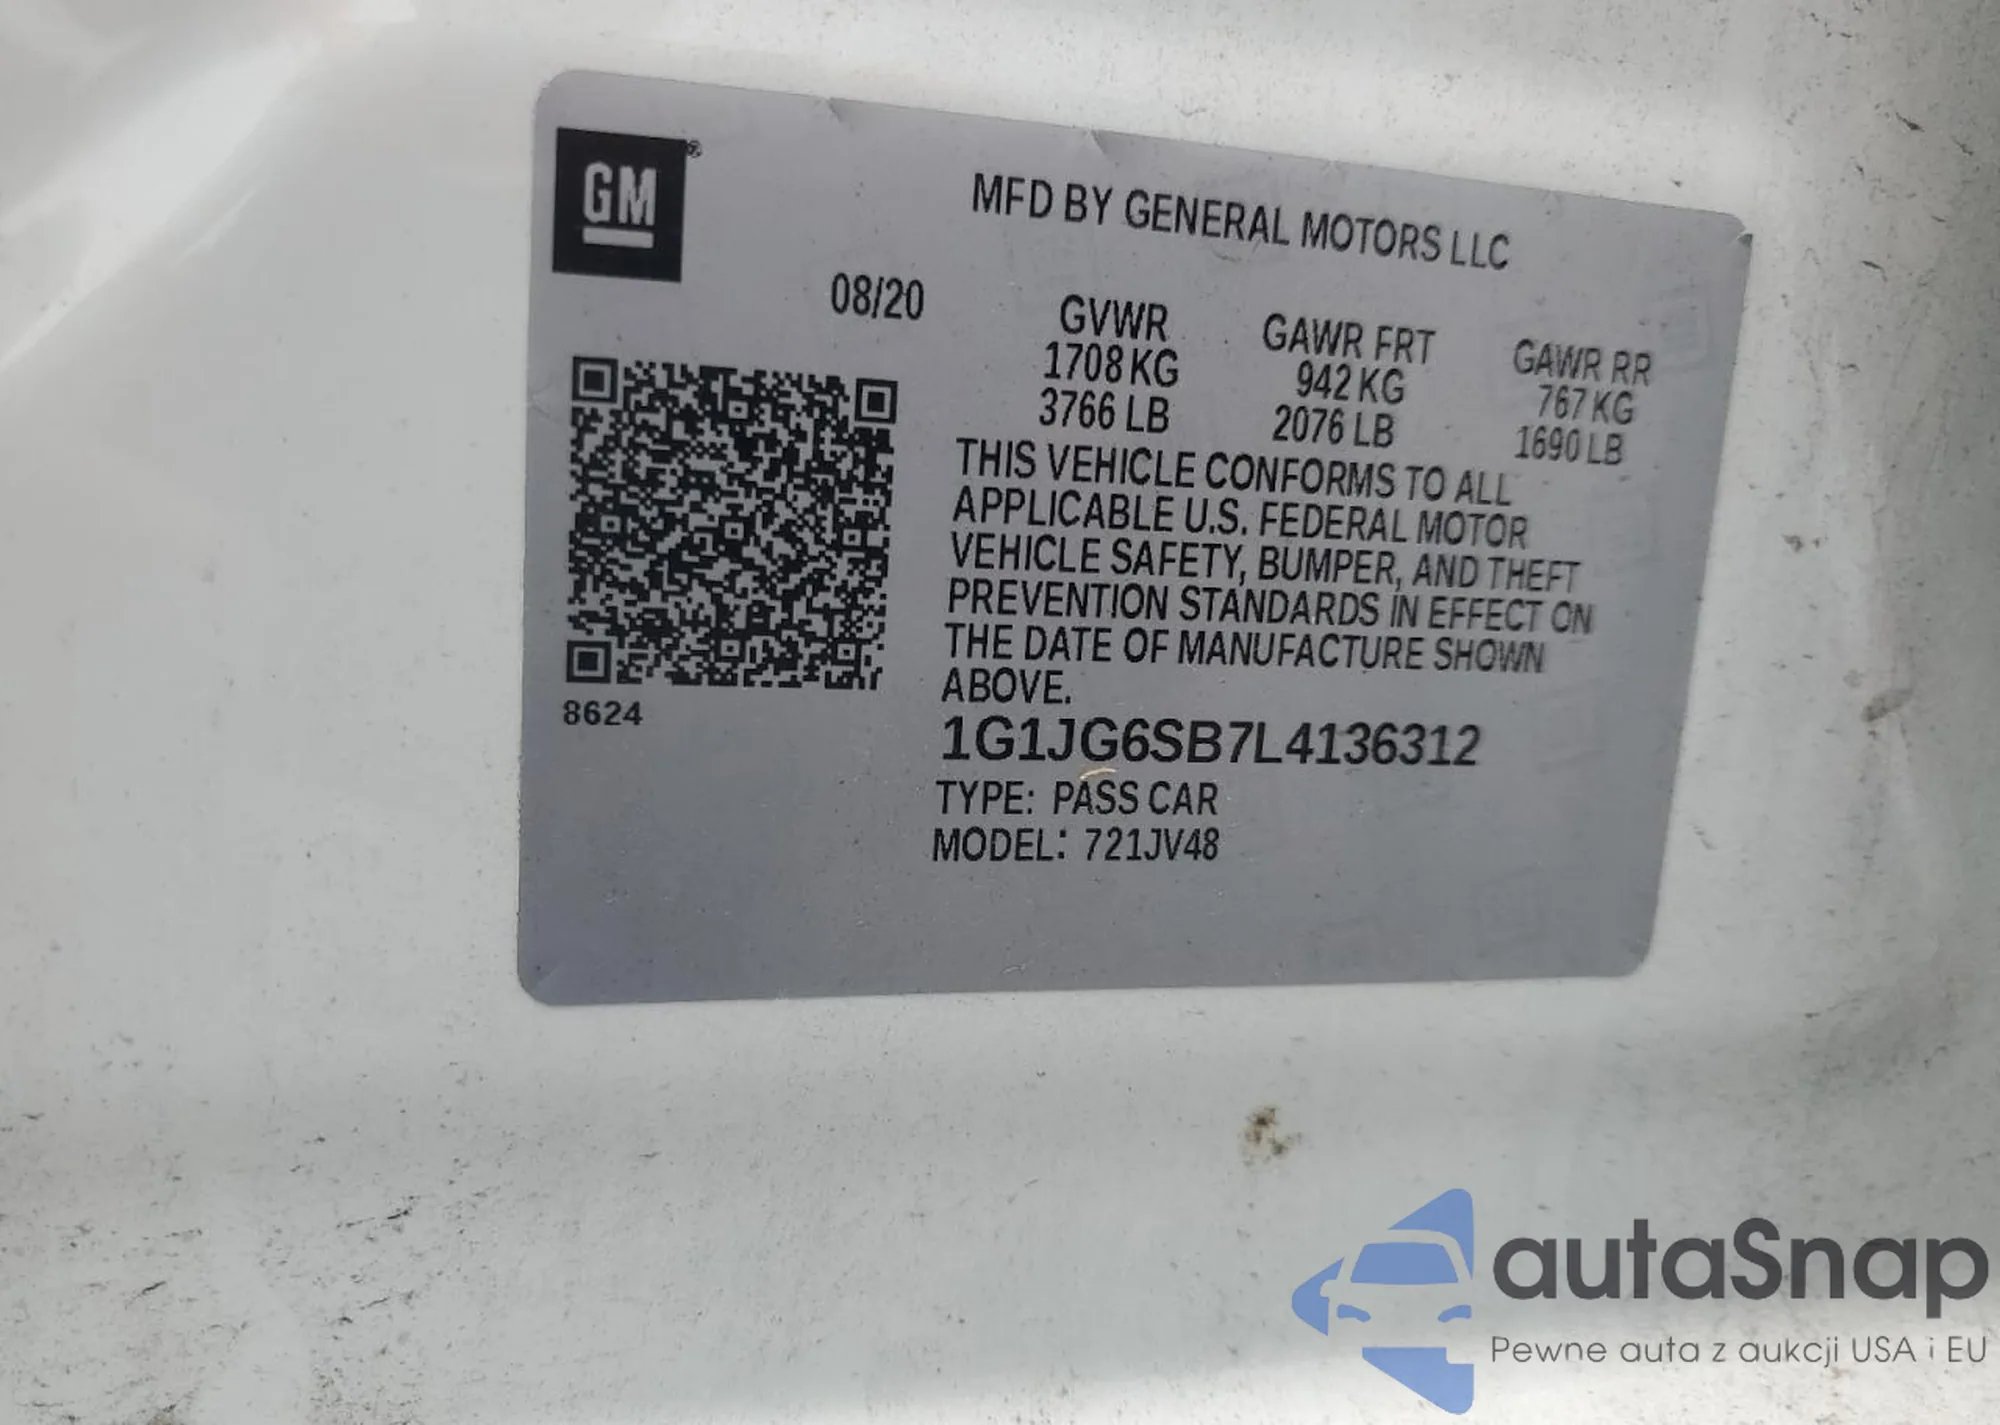 GM®
MFD BY GENERAL MOTORS LLC
08/20
GVWR
1708 KG
3766 LB
GAWR FRT
942 KG
2076 LB
GAWR RR
767 KG
1690 LB
THIS VEHICLE CONFORMS TO ALL
APPLICABLE U.S. FEDERAL MOTOR
VEHICLE SAFETY, BUMPER, AND THEFT
PREVENTION STANDARDS IN EFFECT ON
THE DATE OF MANUFACTURE SHOWN
ABOVE.
8624
1G1JG6SB7L4136312
TYPE: PASS CAR
MODEL: 721JV48
autaSnap
Pewne auta z aukcji USA i EU